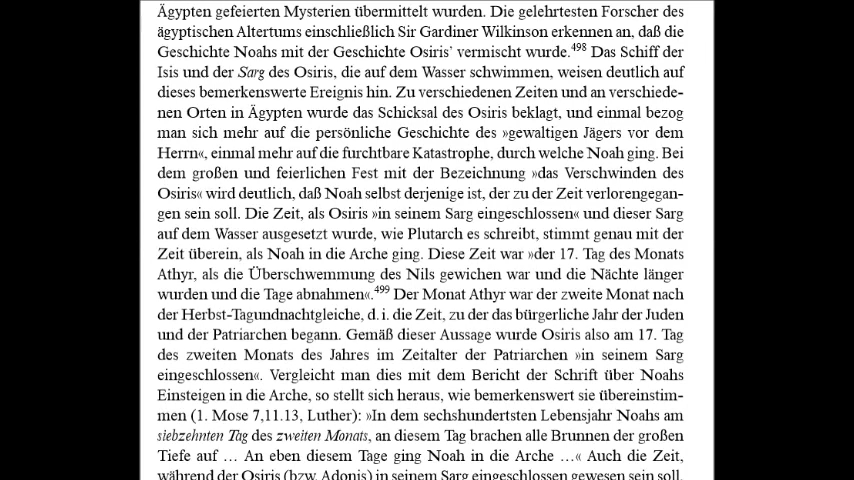 Ägypten gefeierten Mysterien übermittelt wurden. Die gelehrtesten Forscher des
ägyptischen Altertums einschließlich Sir Gardiner Wilkinson erkennen an, daß die
Geschichte Noahs mit der Geschichte Osiris’ vermischt wurde.498 Das Schiff der
Isis und der Sarg des Osiris, die auf dem Wasser schwimmen, weisen deutlich auf
dieses bemerkenswerte Ereignis hin. Zu verschiedenen Zeiten und an verschiede-
nen Orten in Ägypten wurde das Schicksal des Osiris beklagt, und einmal bezog
man sich mehr auf die persönliche Geschichte des »gewaltigen Jägers vor dem
Herrn«, einmal mehr auf die furchtbare Katastrophe, durch welche Noah ging. Bei
dem großen und feierlichen Fest mit der Bezeichnung »das Verschwinden des
Osiris« wird deutlich, daß Noah selbst derjenige ist, der zu der Zeit verlorengegan-
gen sein soll. Die Zeit, als Osiris »in seinem Sarg eingeschlossen« und dieser Sarg
auf dem Wasser ausgesetzt wurde, wie Plutarch es schreibt, stimmt genau mit der
Zeit überein, als Noah in die Arche ging. Diese Zeit war »der 17. Tag des Monats
Athyr, als die Überschwemmung des Nils gewichen war und die Nächte länger
wurden und die Tage abnahmen«.499 Der Monat Athyr war der zweite Monat nach
der Herbst-Tagundnachtgleiche, d. i. die Zeit, zu der das bürgerliche Jahr der Juden
und der Patriarchen begann. Gemäß dieser Aussage wurde Osiris also am 17. Tag
des zweiten Monats des Jahres im Zeitalter der Patriarchen »in seinem Sarg
eingeschlossen«. Vergleicht man dies mit dem Bericht der Schrift über Noahs
Einsteigen in die Arche, so stellt sich heraus, wie bemerkenswert sie übereinstim-
men (1. Mose 7,11.13, Luther): »In dem sechshundertsten Lebensjahr Noahs am
siebzehnten Tag des zweiten Monats, an diesem Tag brachen alle Brunnen der großen
Tiefe auf … An eben diesem Tage ging Noah in die Arche …« Auch die Zeit,
während der Osiris (bzw. Adonis) in seinem Sarg eingeschlossen gewesen sein soll,